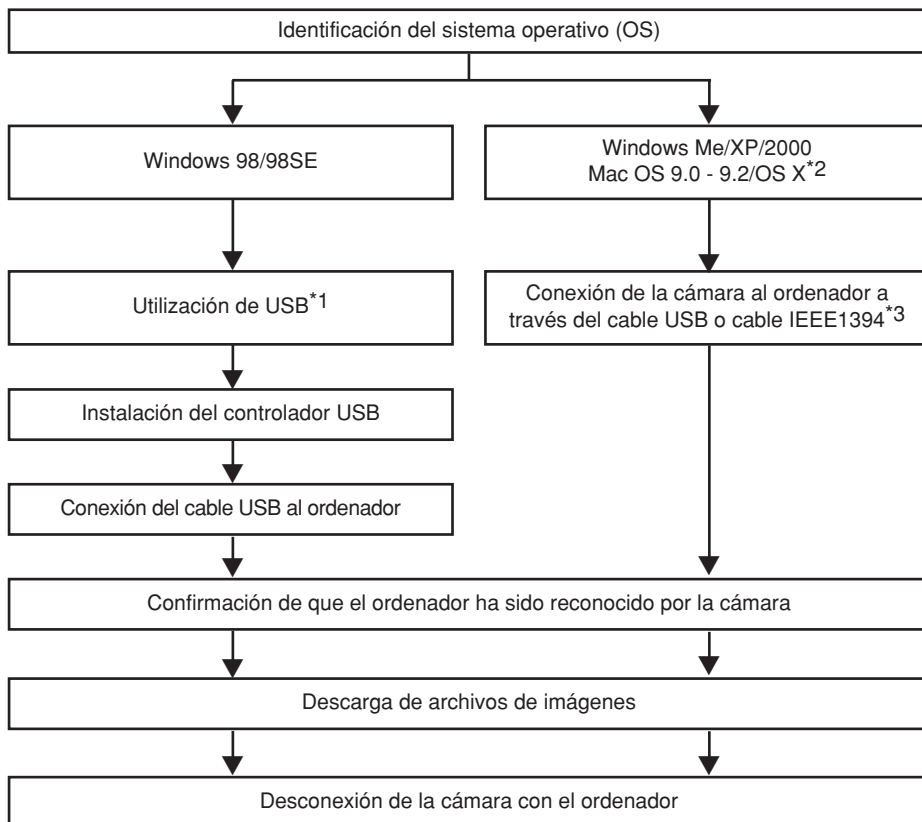 Identificación del sistema operativo (OS)
Windows 98/98SE
Windows Me/XP/2000
Mac OS 9.0 - 9.2/OS X*2
Utilización de USB*1
Conexión de la cámara al ordenador a
través del cable USB o cable IEEE1394*3
Instalación del controlador USB
Conexión del cable USB al ordenador
Confirmación de que el ordenador ha sido reconocido por la cámara
Descarga de archivos de imágenes
Desconexión de la cámara con el ordenador